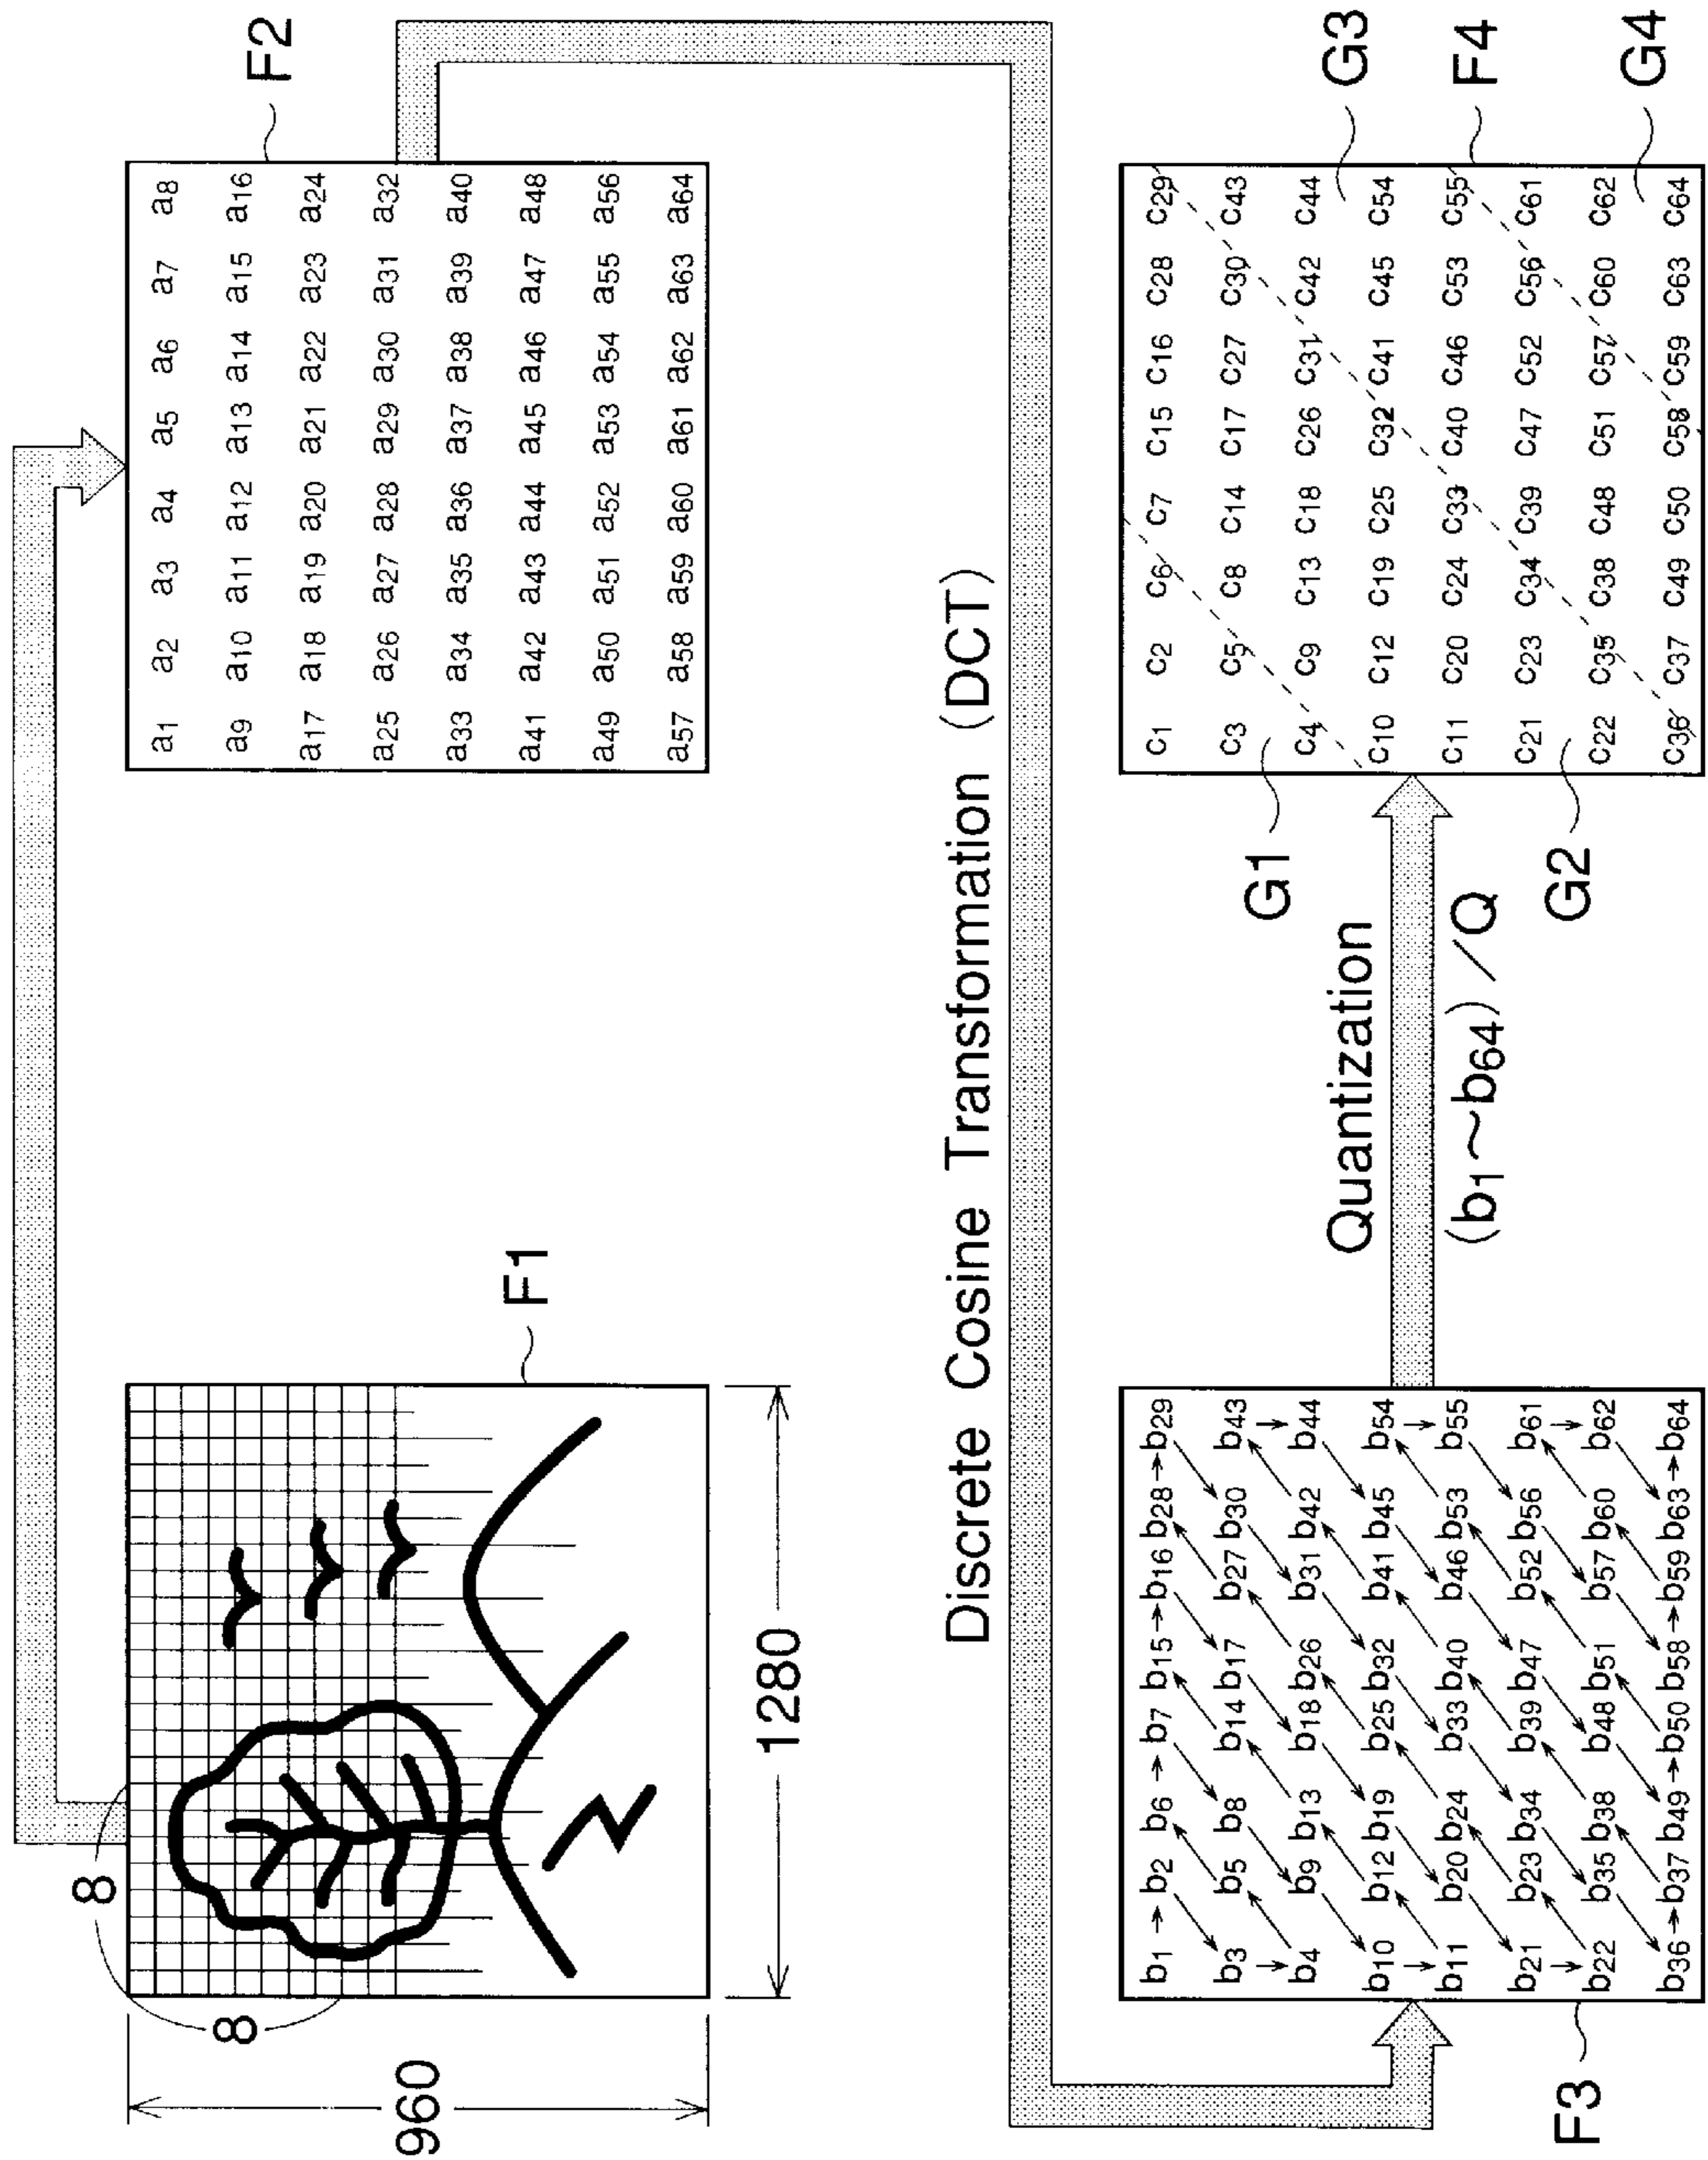 8
8
960
1280
F1
a1 a2 a3 a4 a5 a6 a7 a8
a9 a10 a11 a12 a13 a14 a15 a16
a17 a18 a19 a20 a21 a22 a23 a24
a25 a26 a27 a28 a29 a30 a31 a32
a33 a34 a35 a36 a37 a38 a39 a40
a41 a42 a43 a44 a45 a46 a47 a48
a49 a50 a51 a52 a53 a54 a55 a56
a57 a58 a59 a60 a61 a62 a63 a64
F2
Discrete Cosine Transformation (DCT)
b1 b2 b6 b7 b15 b16 b28 b29
b3 b5 b8 b14 b17 b27 b30 b43
b4 b9 b13 b18 b26 b31 b42 b44
b10 b12 b19 b25 b32 b41 b45 b54
b11 b20 b24 b33 b40 b46 b53 b55
b21 b23 b34 b39 b47 b52 b56 b61
b22 b35 b38 b48 b51 b57 b60 b62
b36 b37 b49 b50 b58 b59 b63 b64
F3
Quantization
(b1~b64)/Q
G1
G2
c1 c2 c6 c7 c15 c16 c28 c29
c3 c5 c8 c14 c17 c27 c30 c43
c4 c9 c13 c18 c26 c31 c42 c44
c10 c12 c19 c25 c32 c41 c45 c54
c11 c20 c24 c33 c40 c46 c53 c55
c21 c23 c34 c39 c47 c52 c56 c61
c22 c35 c38 c48 c51 c57 c60 c62
c36 c37 c49 c50 c58 c59 c63 c64
G3
F4
G4